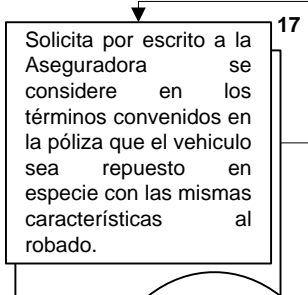 17
Solicita por escrito a la
Aseguradora se
considere en los
términos convenidos en
la póliza que el vehiculo
sea repuesto en
especie con las mismas
características al
robado.